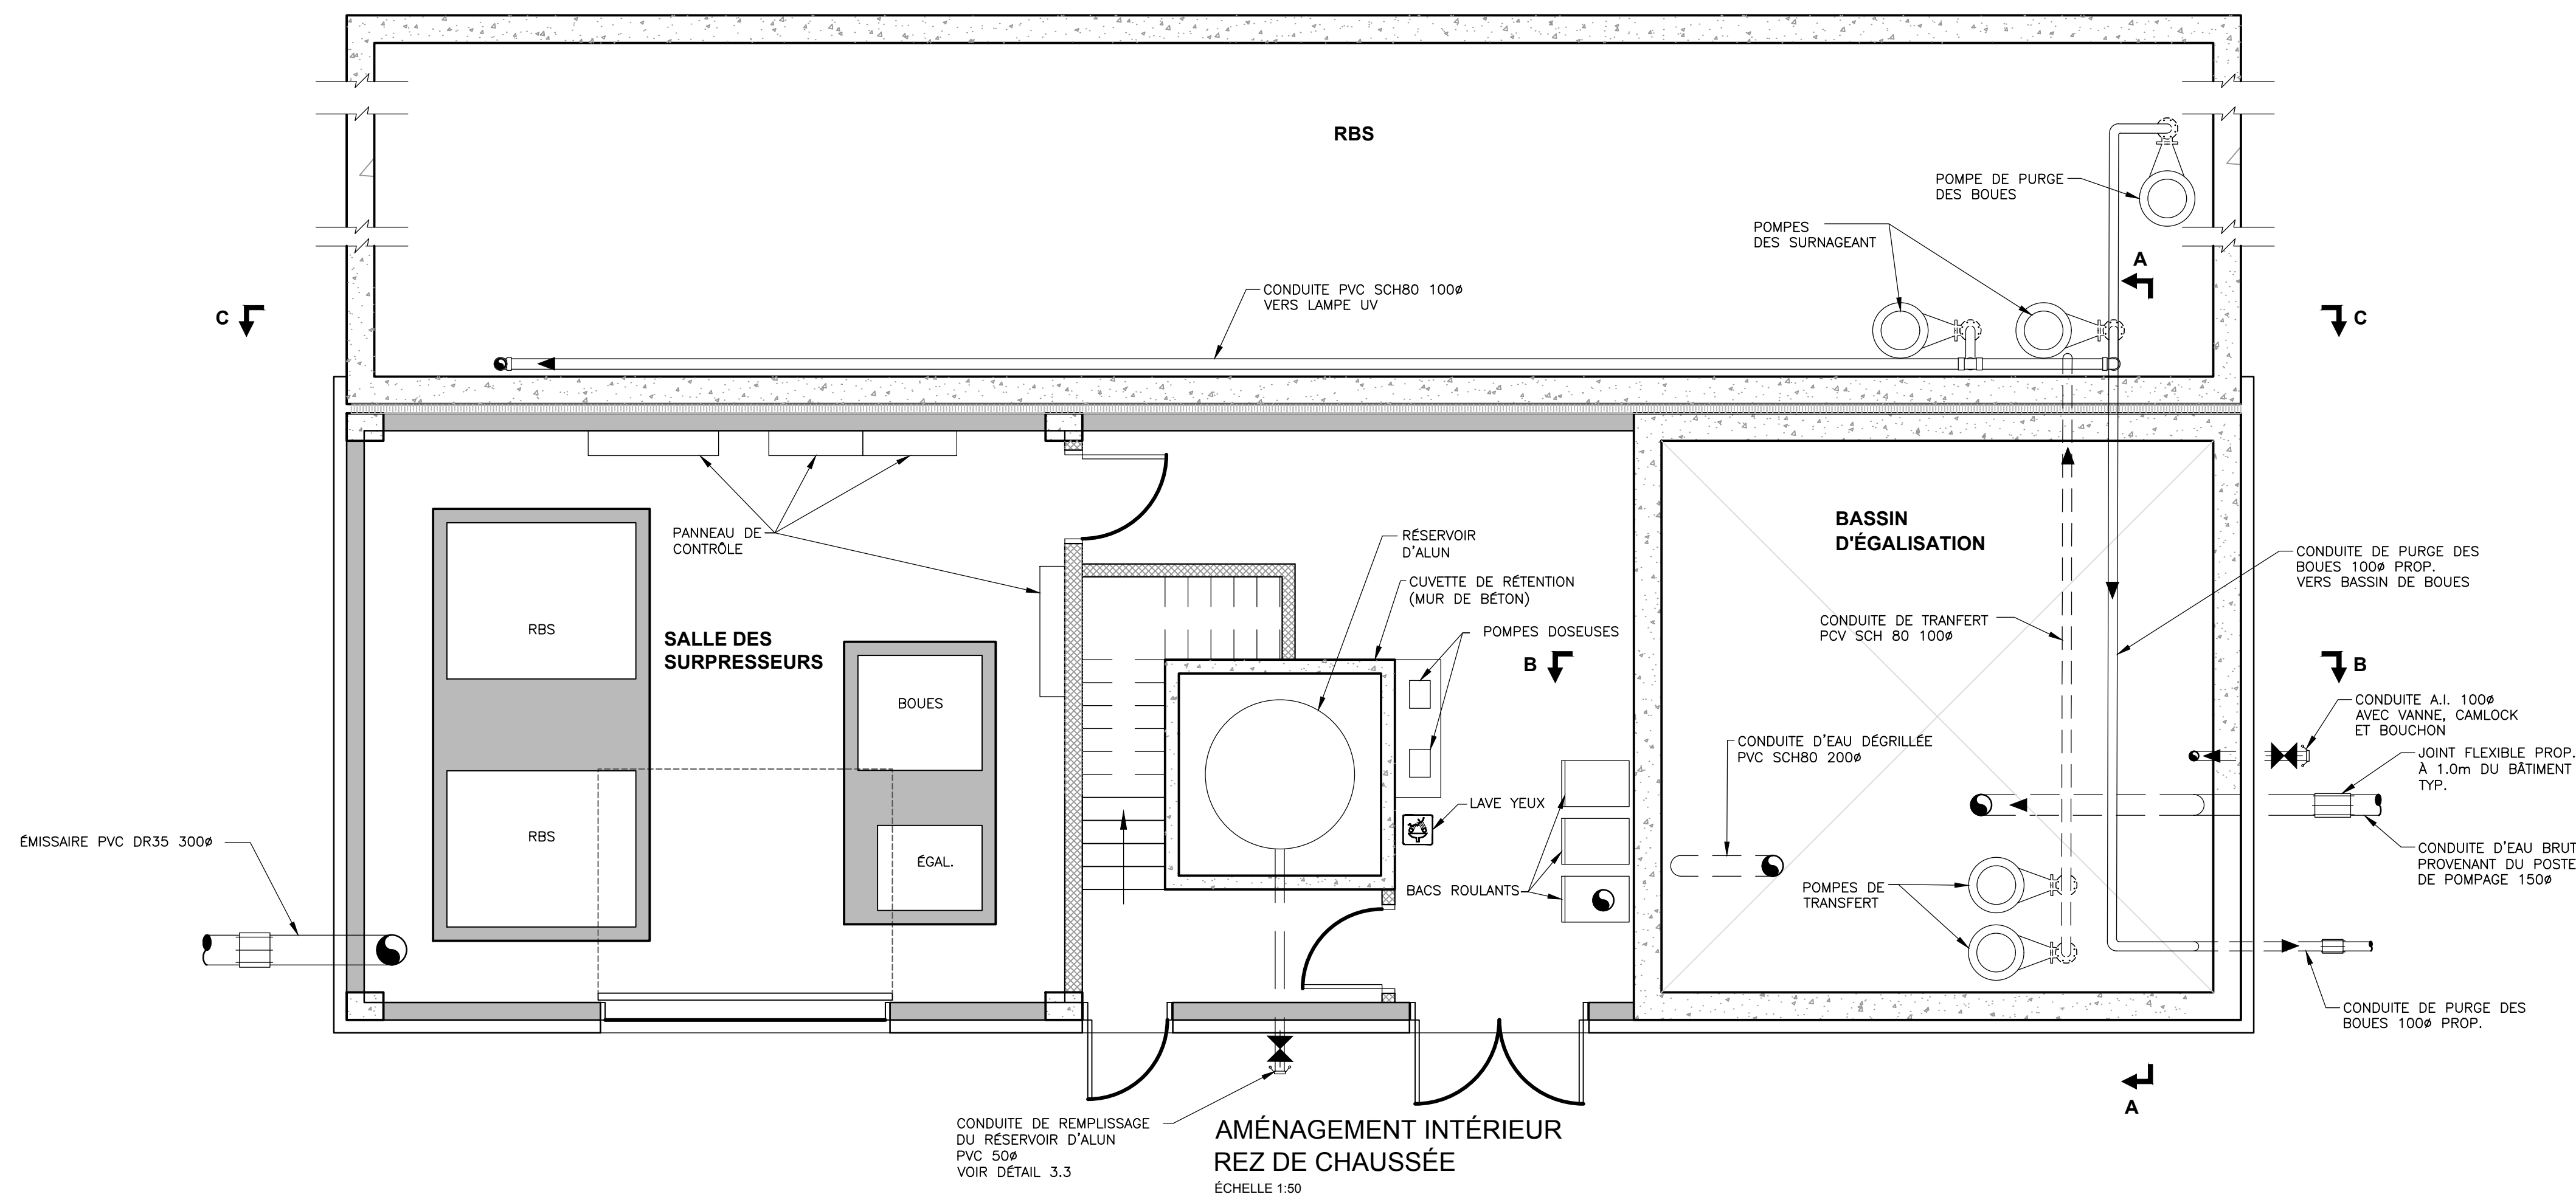 RBS
POMPE DE PURGE
DES BOUES
POMPES
DES SURNAGEANT
A
CONDUITE PVC SCH80 100ø
VERS LAMPE UV
C
C
PANNEAU DE
CONTRÔLE
RÉSERVOIR
D'ALUN
CUVETTE DE RÉTENTION
(MUR DE BÉTON)
POMPES DOSEUSES
BASSIN
D'ÉGALISATION
CONDUITE DE PURGE DES
BOUES 100ø PROP.
VERS BASSIN DE BOUES
CONDUITE DE TRANFERT
PCV SCH 80 100ø
RBS
SALLE DES
SURPRESSEURS
BOUES
B
B
CONDUITE A.I. 100ø
AVEC VANNE, CAMLOCK
ET BOUCHON
CONDUITE D'EAU DÉGRILLÉE
PVC SCH80 200ø
JOINT FLEXIBLE PROP.
À 1.0m DU BÂTIMENT
TYP.
LAVE YEUX
ÉMISSAIRE PVC DR35 300ø
RBS
ÉGAL.
BACS ROULANTS
POMPES DE
TRANSFERT
CONDUITE D'EAU BRUT
PROVENANT DU POSTE
DE POMPAGE 150ø
CONDUITE DE PURGE DES
BOUES 100ø PROP.
A
CONDUITE DE REMPLISSAGE
DU RÉSERVOIR D'ALUN
PVC 50ø
VOIR DÉTAIL 3.3
AMÉNAGEMENT INTÉRIEUR
REZ DE CHAUSSÉE
ÉCHELLE 1:50